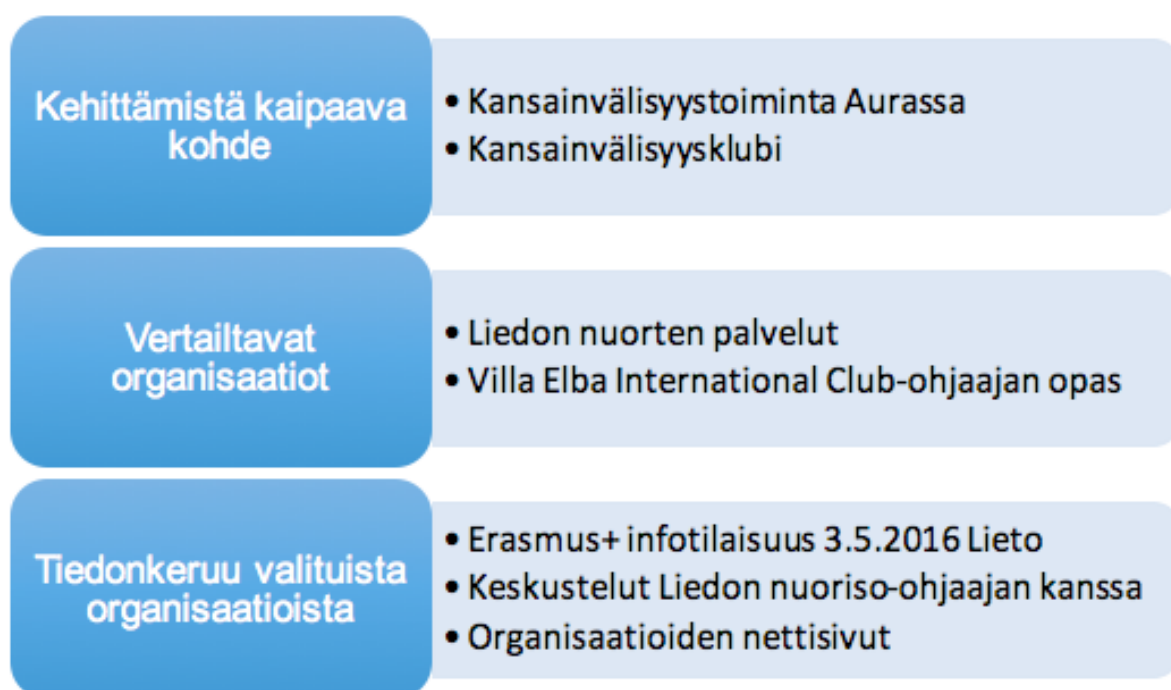 Kehittämistä kaipaava
kohde
• Kansainvälisyystoiminta Aurassa
• Kansainvälisyysklubi
Vertailtavat
organisaatiot
• Liedon nuorten palvelut
• Villa Elba International Club-ohjaajan opas
Tiedonkeruu valituista
organisaatioista
• Erasmus+ infotilaisuus 3.5.2016 Lieto
• Keskustelut Liedon nuoriso-ohjaajan kanssa
• Organisaatioiden nettisivut